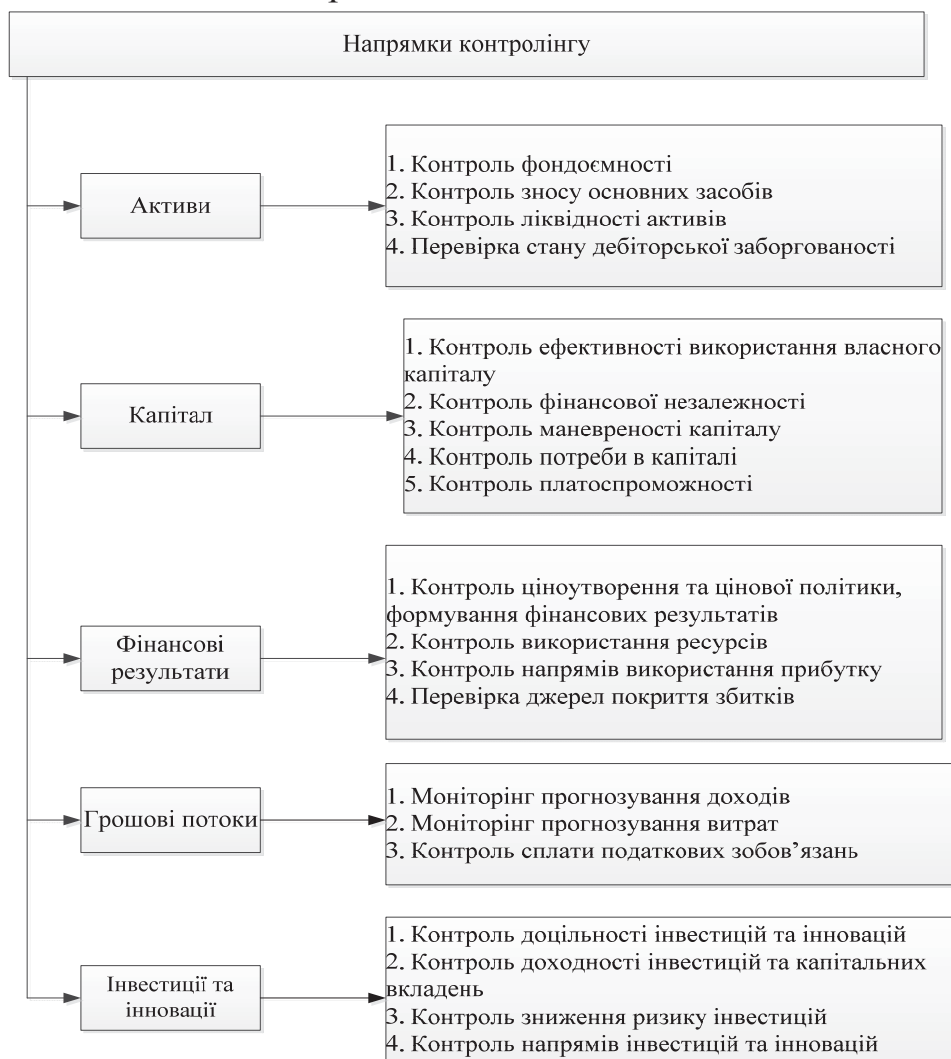 Напрямки контролінгу
Активи
1. Контроль фондоємності
2. Контроль зносу основних засобів
3. Контроль ліквідності активів
4. Перевірка стану дебіторської заборгованості
Капітал
1. Контроль ефективності використання власного
капіталу
2. Контроль фінансової незалежності
3. Контроль маневреності капіталу
4. Контроль потреби в капіталі
5. Контроль платоспроможності
Фінансові
результати
1. Контроль ціноутворення та цінової політики,
формування фінансових результатів
2. Контроль використання ресурсів
3. Контроль напрямів використання прибутку
4. Перевірка джерел покриття збитків
Грошові потоки
1. Моніторінг прогнозування доходів
2. Моніторінг прогнозування витрат
3. Контроль сплати податкових зобов’язань
Інвестиції та
інновації
1. Контроль доцільності інвестицій та інновацій
2. Контроль доходності інвестицій та капітальних
вкладень
3. Контроль зниження ризику інвестицій
4. Контроль напрямів інвестицій та інновацій